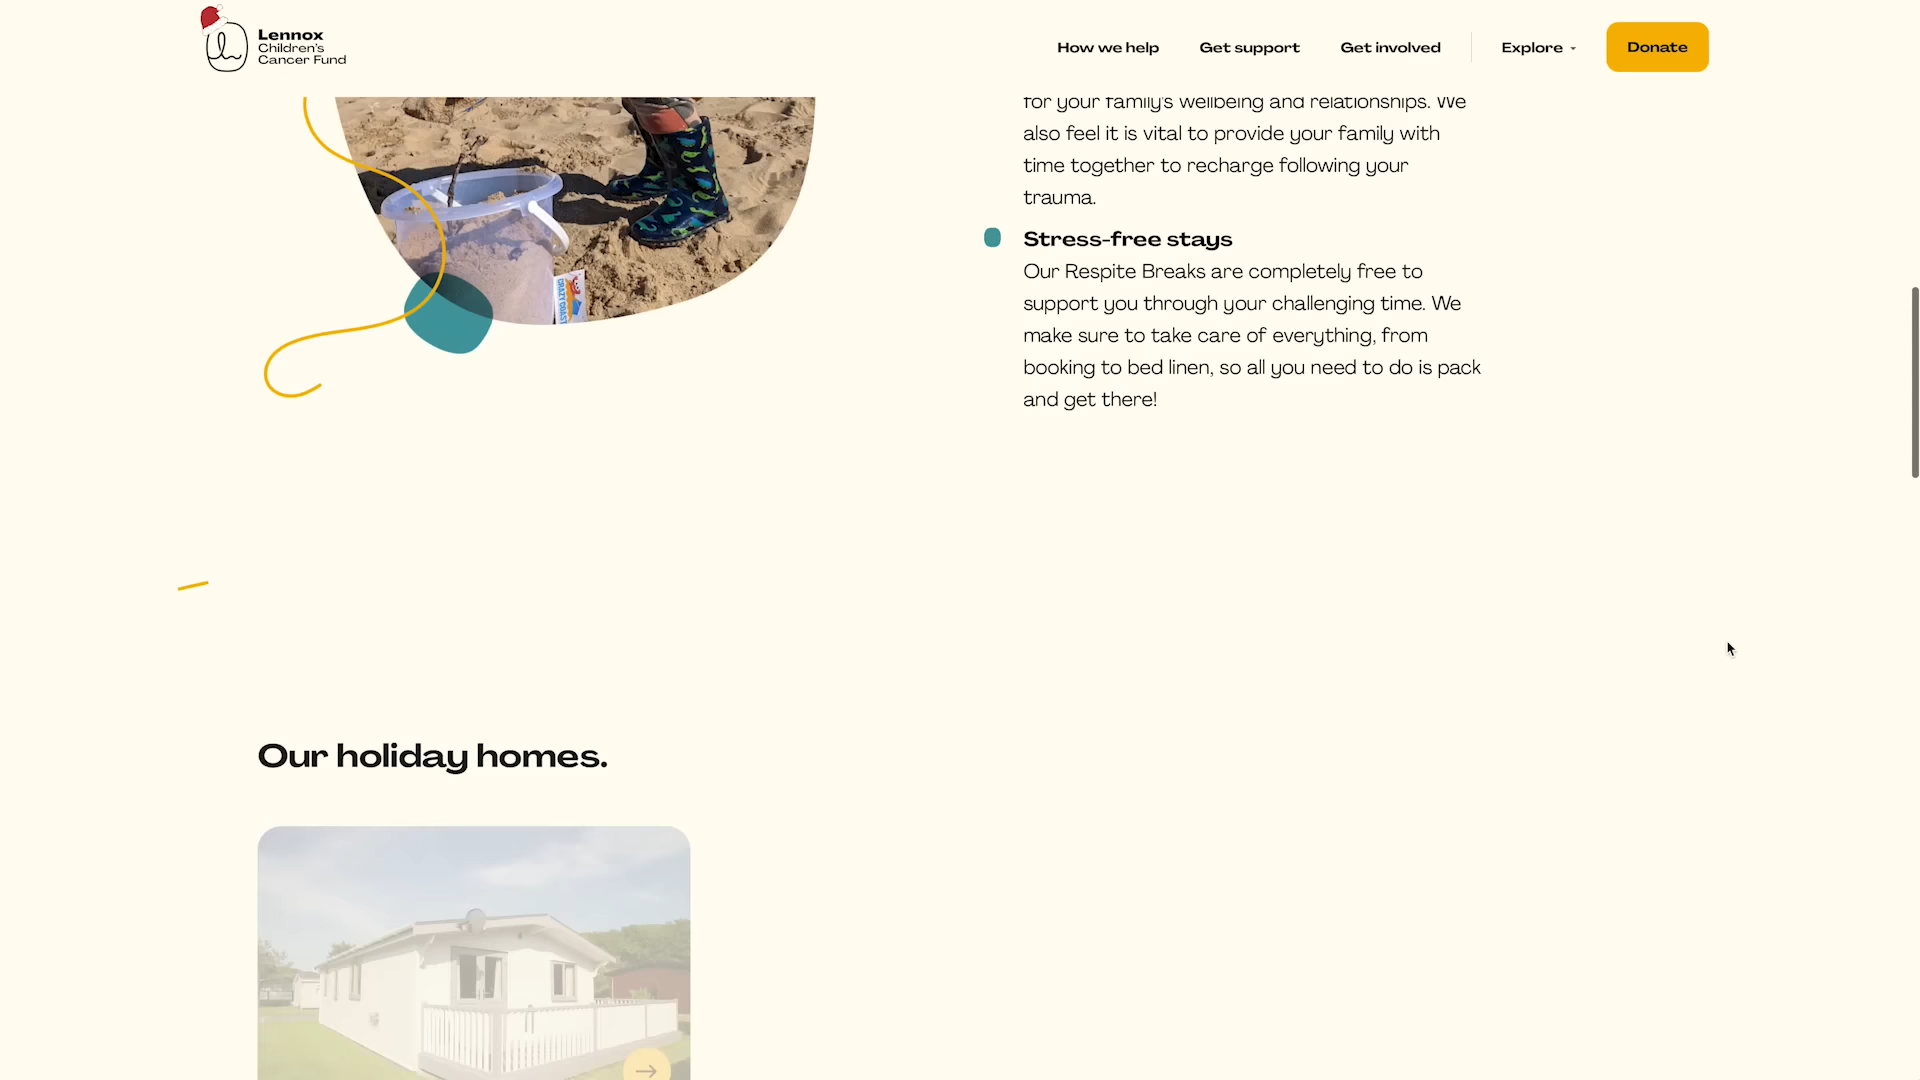 Lennox
Children's
Cancer Fund
How we help
Get support
Get involved
Explore
Donate
for your family's wellbeing and relationships. We
also feel it is vital to provide your family with
time together to recharge following your
trauma.
Stress-free stays
Our Respite Breaks are completely free to
support you through your challenging time. We
make sure to take care of everything, from
booking to bed linen, so all you need to do is pack
and get there!
CRAZY COAST
Our holiday homes.